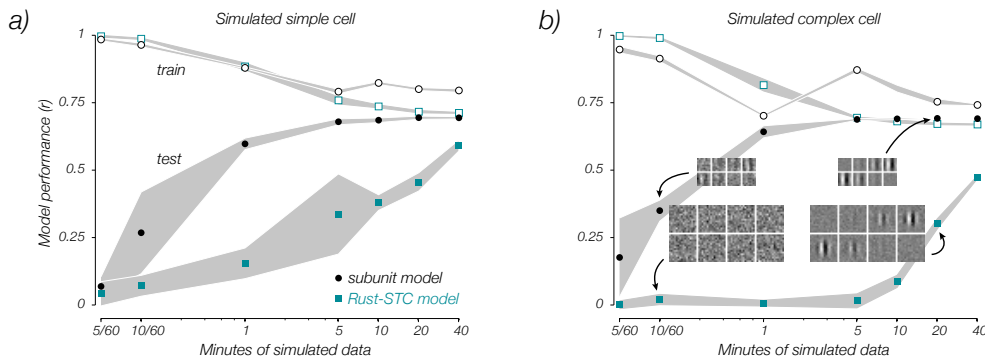 a)
Simulated simple cell
Model performance (r)
1
0.75
0.5
0.25
0
train
test
subunit model
Rust-STC model
5/60 10/60 1 5 10 20 40
Minutes of simulated data
b)
Simulated complex cell
1
0.75
0.5
0.25
0
5/60 10/60 1 5 10 20 40
Minutes of simulated data